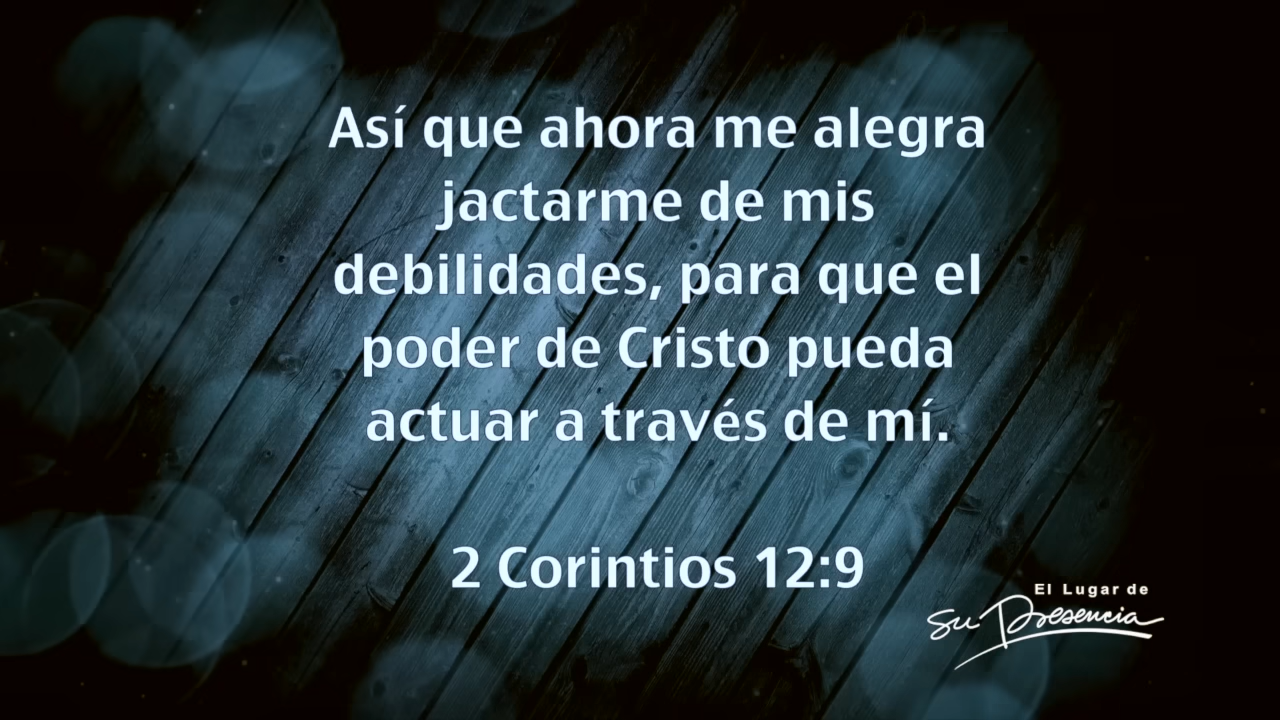 Así que ahora me alegra
jactarme de mis
debilidades, para que el
poder de Cristo pueda
actuar a través de mí.
2 Corintios 12:9
El Lugar de
Su Presencia